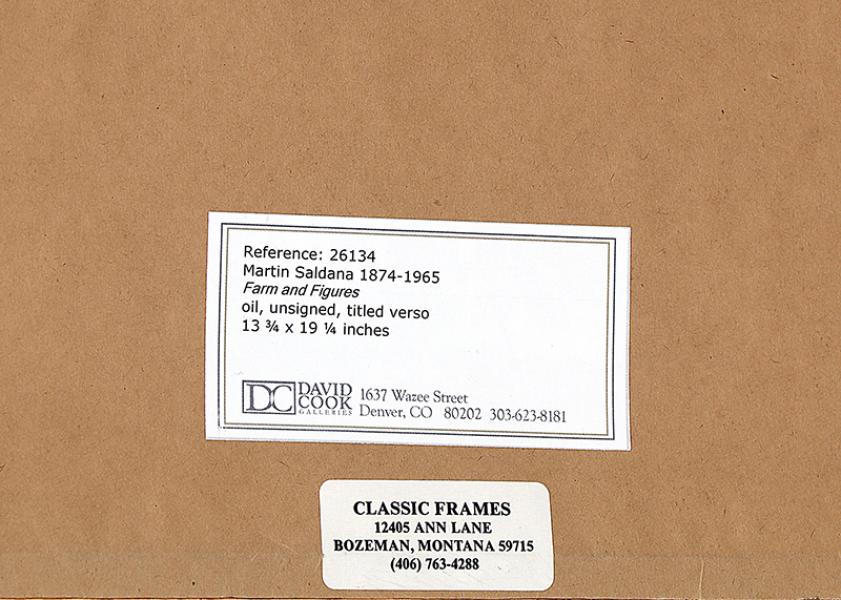 Reference: 26134
Martin Saldana 1874-1965
Farm and Figures
oil, unsigned, titled verso
13 ¾ x 19 ¼ inches
DC DAVID COOK GALLERIES
1637 Wazee Street
Denver, CO 80202 303-623-8181
CLASSIC FRAMES
12405 ANN LANE
BOZEMAN, MONTANA 59715
(406) 763-4288